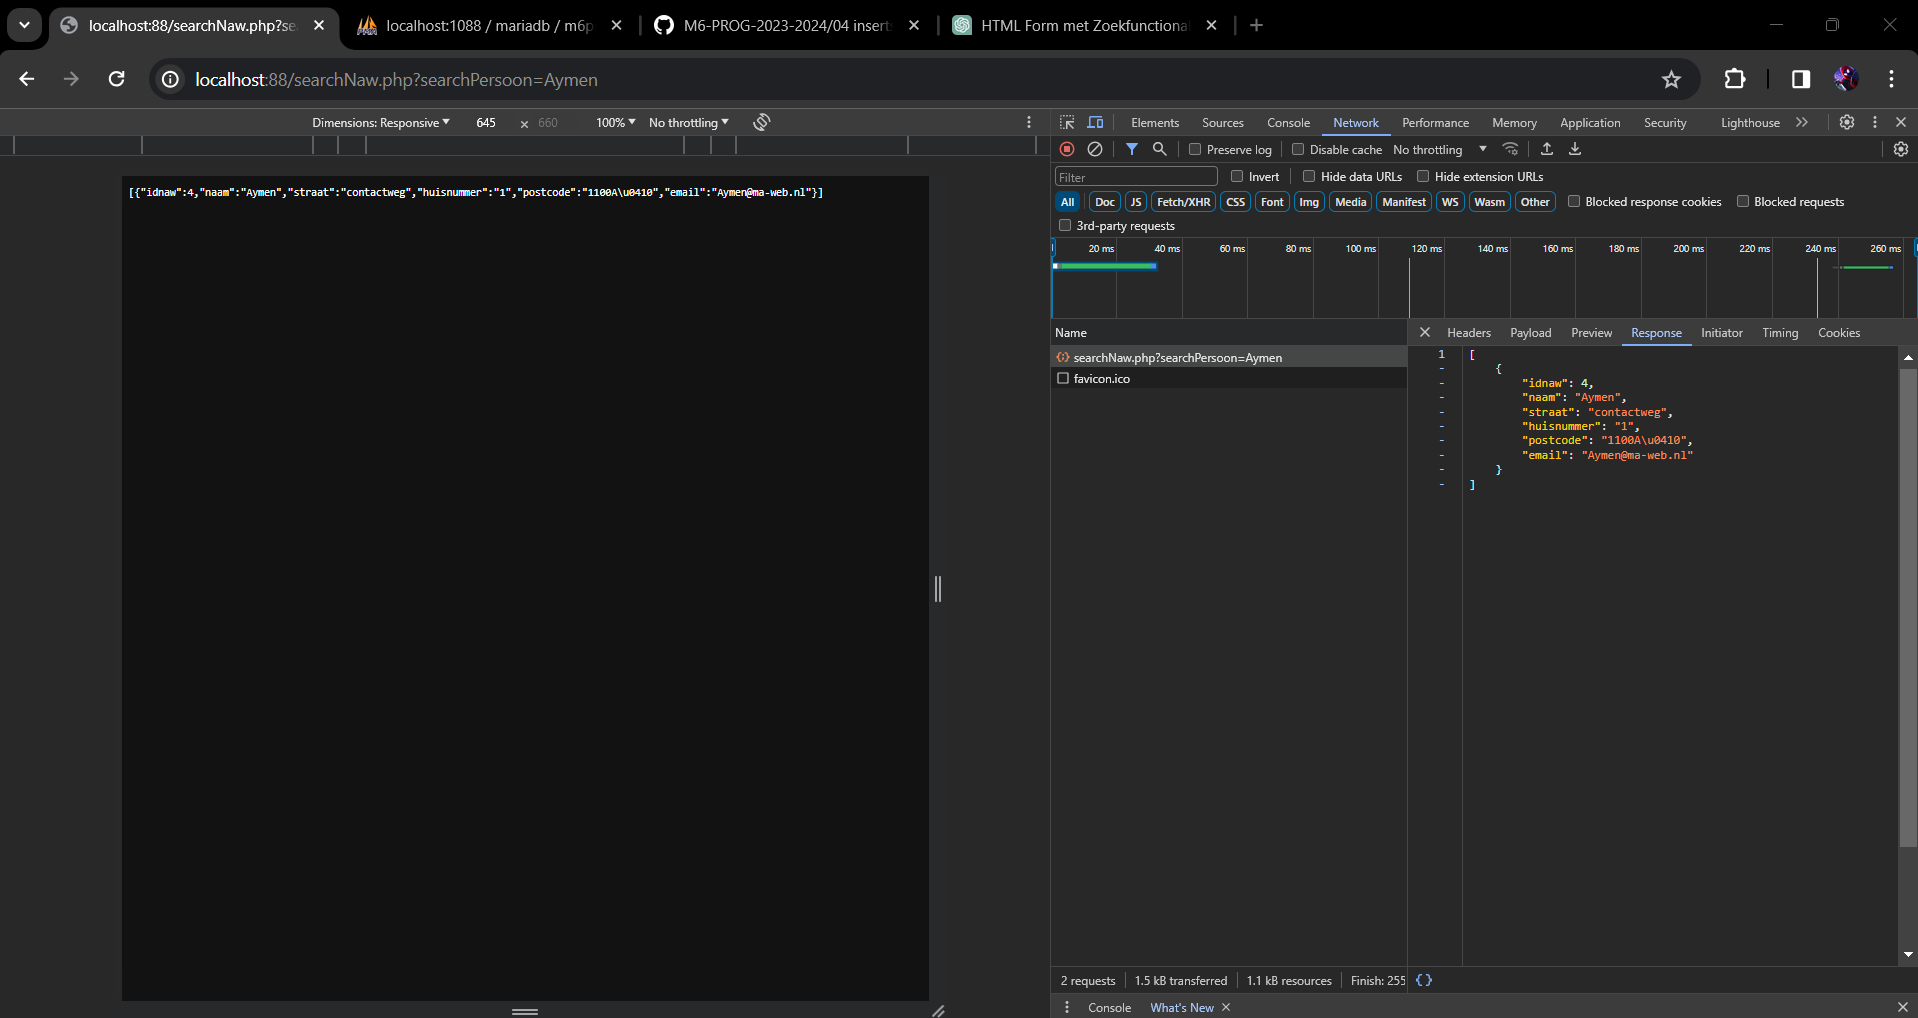 localhost:88/searchNaw.php?se
localhost:1088 / mariadb / m6p
M6-PROG-2023-2024/04 insert
HTML Form met Zoekfunctional
localhost:88/searchNaw.php?searchPersoon=Aymen
Dimensions: Responsive 645 × 660 100% No throttling
Elements Sources Console Network Performance Memory Application Security Lighthouse
Preserve log Disable cache No throttling
Filter Invert Hide data URLs Hide extension URLs
All Doc JS Fetch/XHR CSS Font Img Media Manifest WS Wasm Other Blocked response cookies Blocked requests
3rd-party requests
20 ms 40 ms 60 ms 80 ms 100 ms 120 ms 140 ms 160 ms 180 ms 200 ms 220 ms 240 ms 260 ms
[{"idnaw":4,"naam":"Aymen","straat":"contactweg","huisnummer":"1","postcode":"1100A\u0410","email":"Aymen@ma-web.nl"}]
Name
searchNaw.php?searchPersoon=Aymen
favicon.ico
Headers Payload Preview Response Initiator Timing Cookies
1 [
- {
- "idnaw": 4,
- "naam": "Aymen",
- "straat": "contactweg",
- "huisnummer": "1",
- "postcode": "1100A\u0410",
- "email": "Aymen@ma-web.nl"
- }
- ]
2 requests 1.5 kB transferred 1.1 kB resources Finish: 255 {}
Console What's New